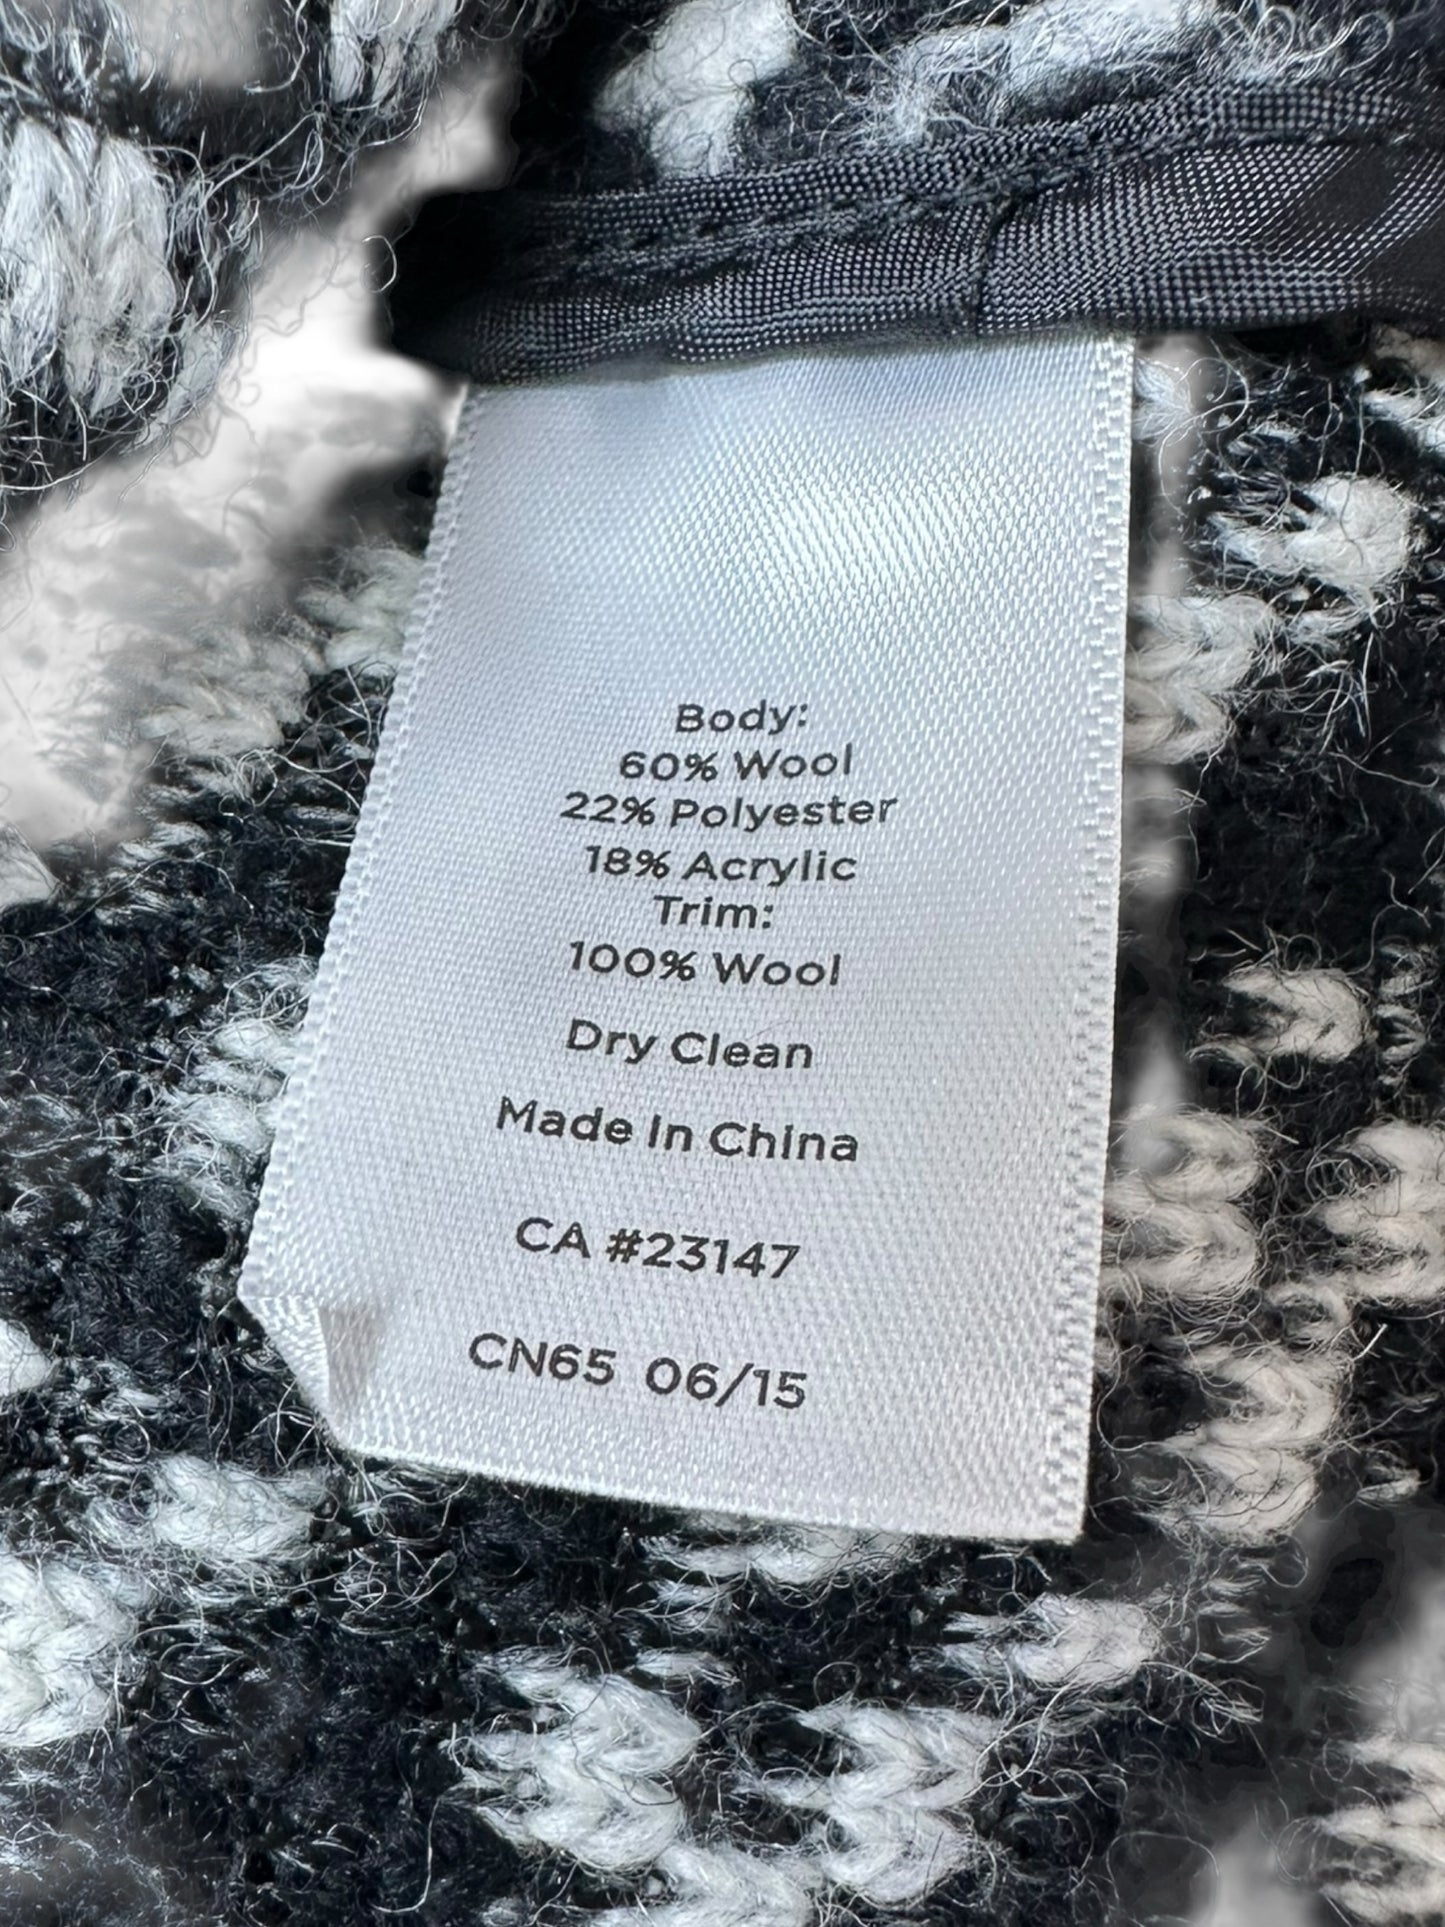 Body:
60% Wool
22% Polyester
18% Acrylic
Trim:
100% Wool
Dry Clean
Made In China
CA #23147
CN65 06/15